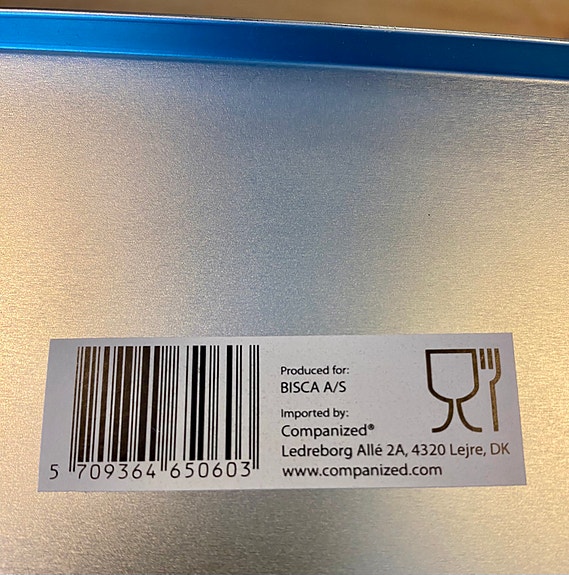 Produced for:
BISCA A/S
Imported by:
Companized®
Ledreborg Allé 2A, 4320 Lejre, DK
www.companized.com
5 709364 650603